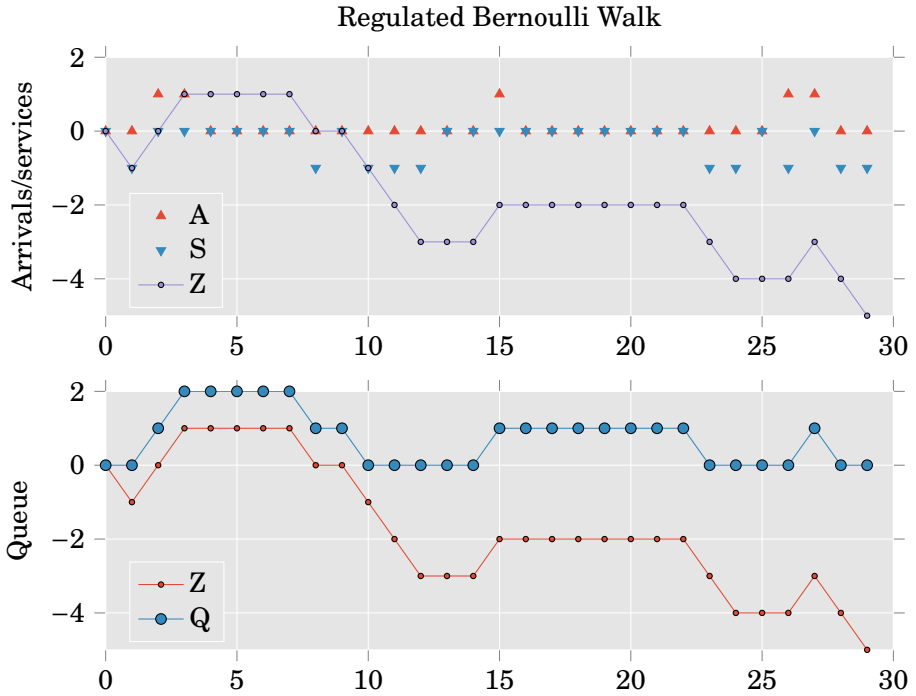 Regulated Bernoulli Walk
Arrivals/services
2
0
−2
−4
A
S
Z
0 5 10 15 20 25 30
Queue
2
0
−2
−4
Z
Q
0 5 10 15 20 25 30